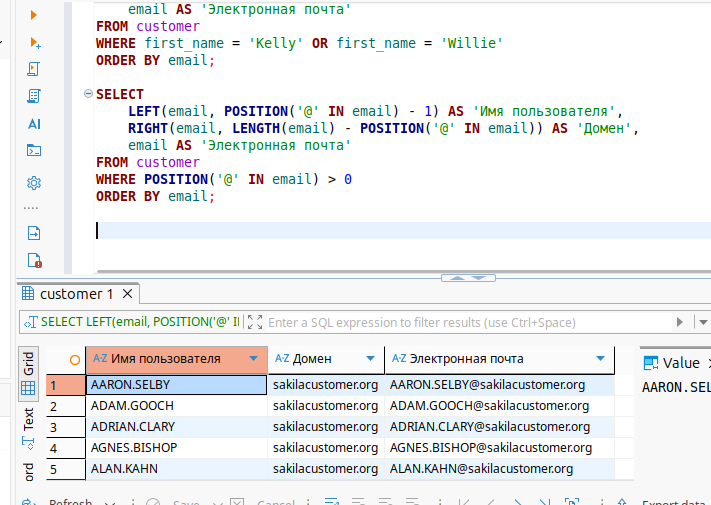 email AS 'Электронная почта'
FROM customer
WHERE first_name = 'Kelly' OR first_name = 'Willie'
ORDER BY email;
SELECT
LEFT(email, POSITION('@' IN email) - 1) AS 'Имя пользователя',
RIGHT(email, LENGTH(email) - POSITION('@' IN email)) AS 'Домен',
email AS 'Электронная почта'
FROM customer
WHERE POSITION('@' IN email) > 0
ORDER BY email;
AI
customer 1
SELECT LEFT(email, POSITION('@' II Enter a SQL expression to filter results (use Ctrl+Space)
Grid
Text
ord
A-Z Имя пользователя A-Z Домен A-Z Электронная почта
1 AARON.SELBY sakilacustomer.org AARON.SELBY@sakilacustomer.org
2 ADAM.GOOCH sakilacustomer.org ADAM.GOOCH@sakilacustomer.org
3 ADRIAN.CLARY sakilacustomer.org ADRIAN.CLARY@sakilacustomer.org
4 AGNES.BISHOP sakilacustomer.org AGNES.BISHOP@sakilacustomer.org
5 ALAN.KAHN sakilacustomer.org ALAN.KAHN@sakilacustomer.org
Value
AARON.SEL
Refresh Save Cancel Export data